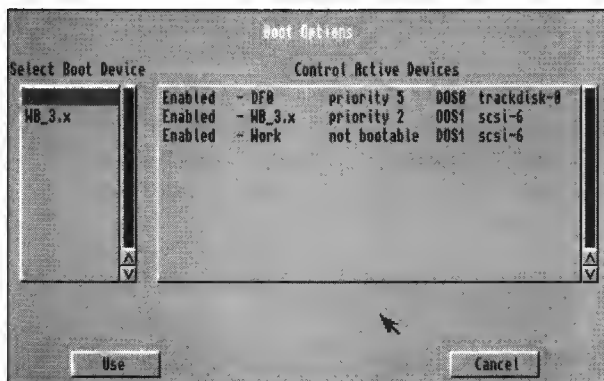 Boot Options
Select Boot Device
Control Active Devices
WB_3.x
Enabled - DF0 priority 5 DOS0 trackdisk-0
Enabled - WB_3.x priority 2 DOS1 scsi-6
Enabled - Work not bootable DOS1 scsi-6
Use
Cancel